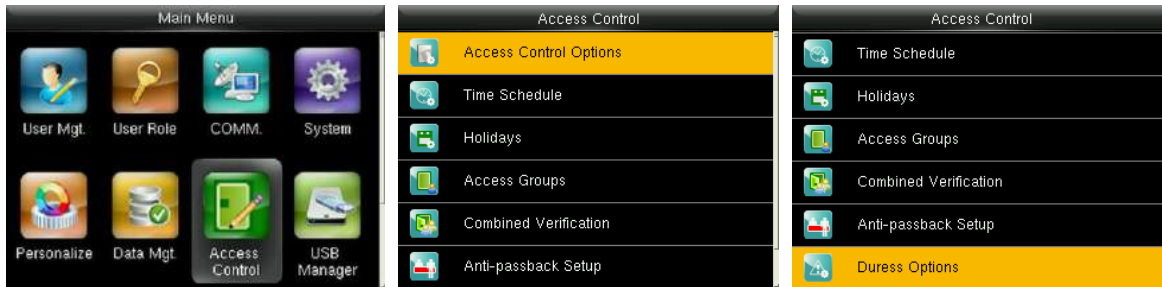 Main Menu
User Mgt.
User Role
COMM.
System
Personalize
Data Mgt.
Access
Control
USB
Manager
Access Control
Access Control Options
Time Schedule
Holidays
Access Groups
Combined Verification
Anti-passback Setup
Access Control
Time Schedule
Holidays
Access Groups
Combined Verification
Anti-passback Setup
Duress Options